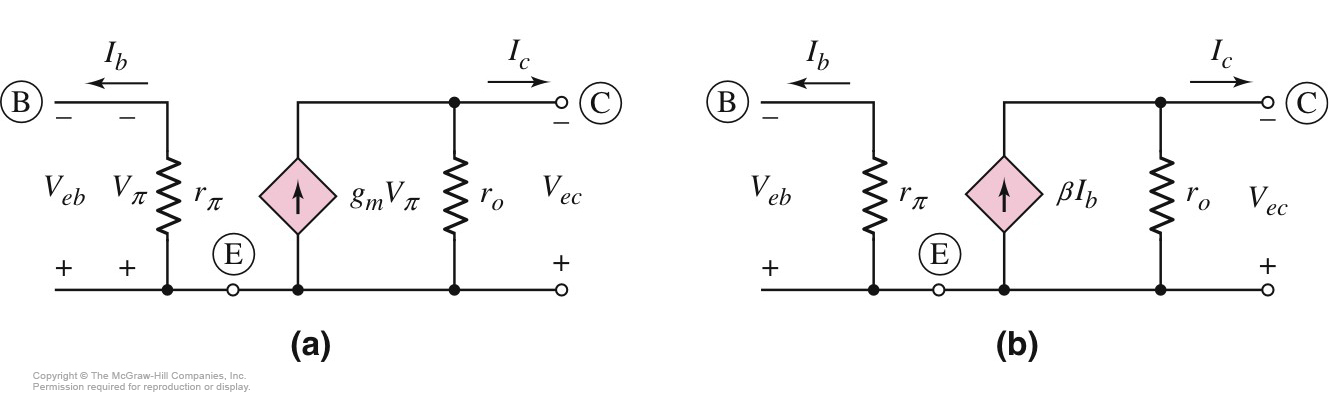 I_b
I_c
B
C
− −
−
V_eb V_π r_π
g_mV_π r_o V_ec
E
+ +
+
(a)
I_b
I_c
B
C
−
−
V_eb r_π
βI_b r_o V_ec
E
+
+
(b)
Copyright © The McGraw-Hill Companies, Inc.
Permission required for reproduction or display.